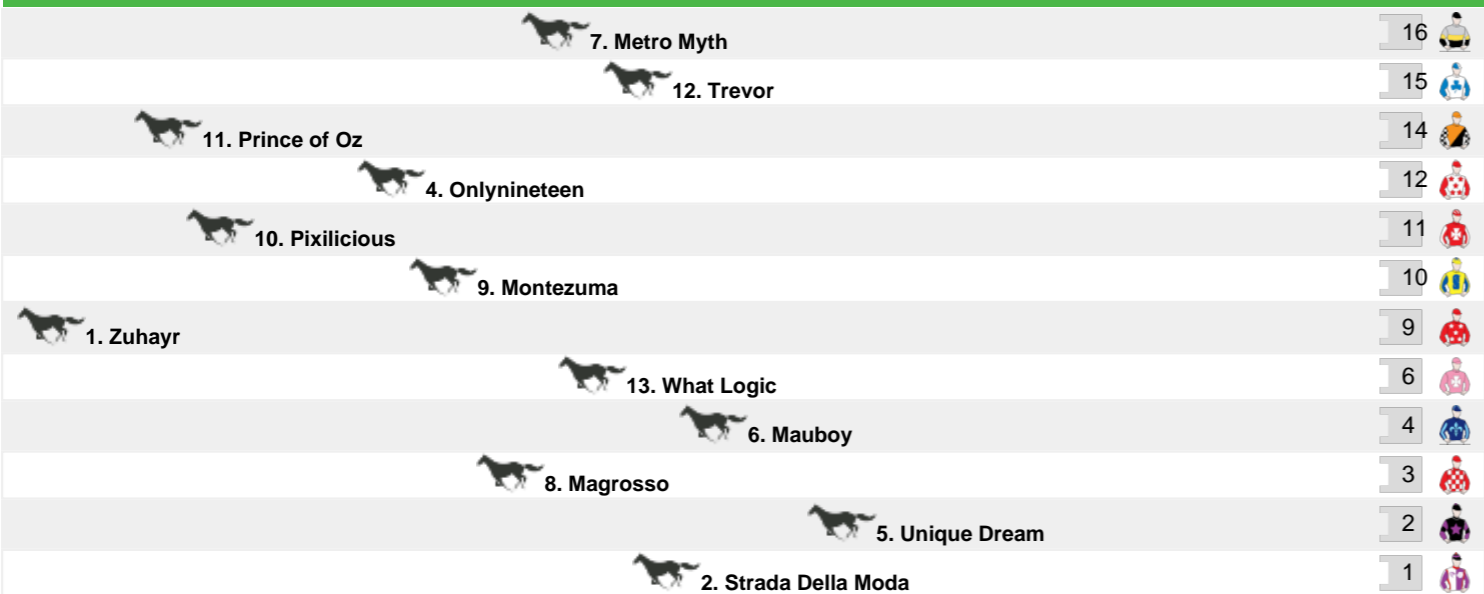 7. Metro Myth 16
12. Trevor 15
11. Prince of Oz 14
4. Onlynineteen 12
10. Pixilicious 11
9. Montezuma 10
1. Zuhayr 9
13. What Logic 6
6. Mauboy 4
8. Magrosso 3
5. Unique Dream 2
2. Strada Della Moda 1